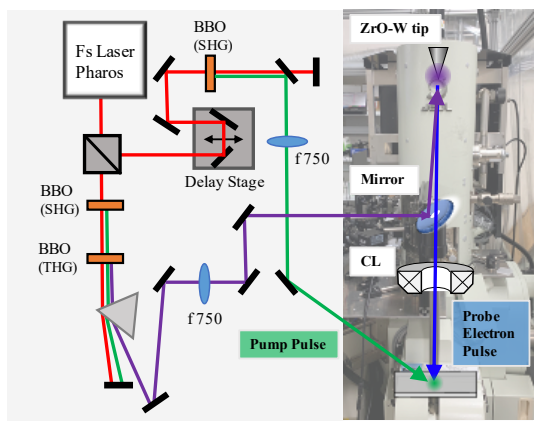 ZrO-W tip
Fs Laser
Pharos
BBO
(SHG)
f 750
Delay Stage
BBO
(SHG)
Mirror
BBO
(THG)
CL
f 750
Pump Pulse
Probe
Electron
Pulse